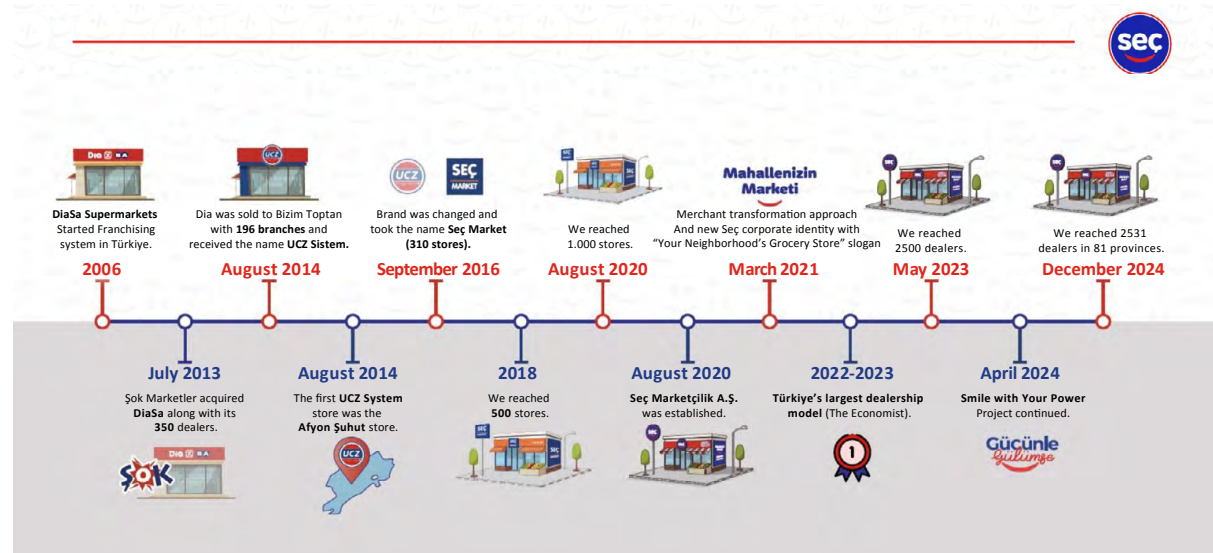 seç
DiaSa Supermarkets
Started Franchising
system in Türkiye.
2006
UCZ
Dia was sold to Bizim Toptan
with 196 branches and
received the name UCZ Sistem.
August 2014
UCZ
SEÇ
MARKET
Brand was changed and
took the name Seç Market
(310 stores).
September 2016
We reached
1.000 stores.
August 2020
Mahallenizin
Marketi
Merchant transformation approach
And new Seç corporate identity with
“Your Neighborhood’s Grocery Store” slogan
March 2021
We reached
2500 dealers.
May 2023
We reached 2531
dealers in 81 provinces.
December 2024
July 2013
Şok Marketler acquired
DiaSa along with its
350 dealers.
ŞOK
August 2014
The first UCZ System
store was the
Afyon Şuhut store.
UCZ
2018
We reached
500 stores.
August 2020
Seç Marketçilik A.Ş.
was established.
2022-2023
Türkiye’s largest dealership
model (The Economist).
1
April 2024
Smile with Your Power
Project continued.
Gücünle
Gülümse